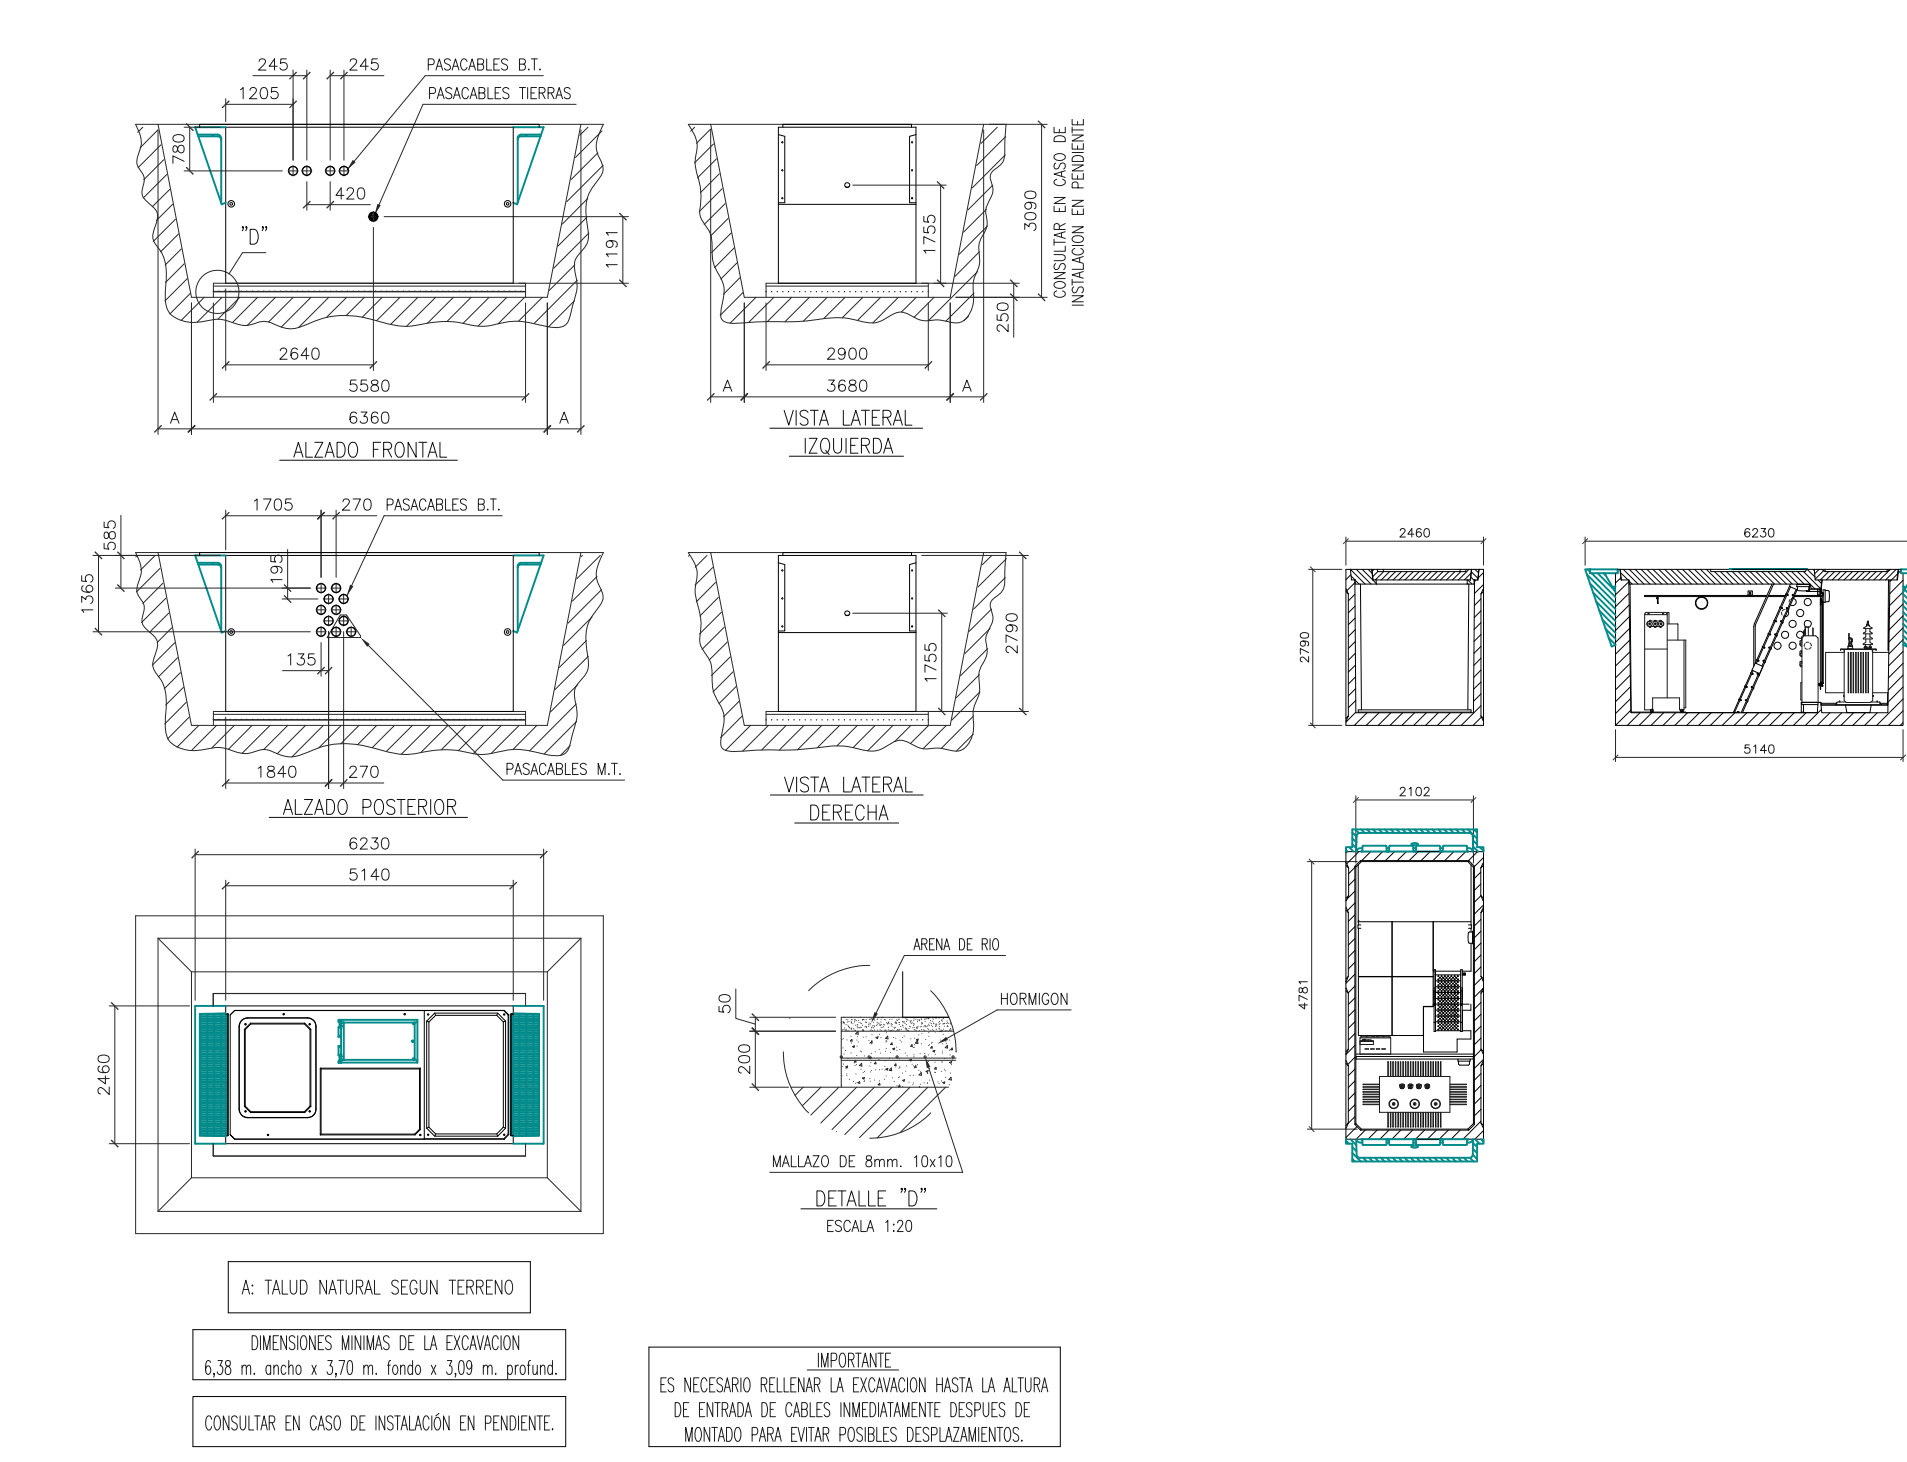 245
245
PASACABLES B.T.
1205
PASACABLES TIERRAS
780
420
"D"
1191
2640
5580
A
6360
A
ALZADO FRONTAL
1755
3090
CONSULTAR EN CASO DE
INSTALACION EN PENDIENTE
250
2900
A
3680
A
VISTA LATERAL
IZQUIERDA
1705
270
PASACABLES B.T.
585
195
1365
135
1840
270
PASACABLES M.T.
ALZADO POSTERIOR
2790
1755
VISTA LATERAL
DERECHA
2460
2790
6230
5140
6230
5140
2460
ARENA DE RIO
50
HORMIGON
200
MALLAZO DE 8mm. 10x10
DETALLE "D"
ESCALA 1:20
2102
4781
A: TALUD NATURAL SEGUN TERRENO
DIMENSIONES MINIMAS DE LA EXCAVACION
6,38 m. ancho x 3,70 m. fondo x 3,09 m. profund.
CONSULTAR EN CASO DE INSTALACIÓN EN PENDIENTE.
IMPORTANTE
ES NECESARIO RELLENAR LA EXCAVACION HASTA LA ALTURA
DE ENTRADA DE CABLES INMEDIATAMENTE DESPUES DE
MONTADO PARA EVITAR POSIBLES DESPLAZAMIENTOS.